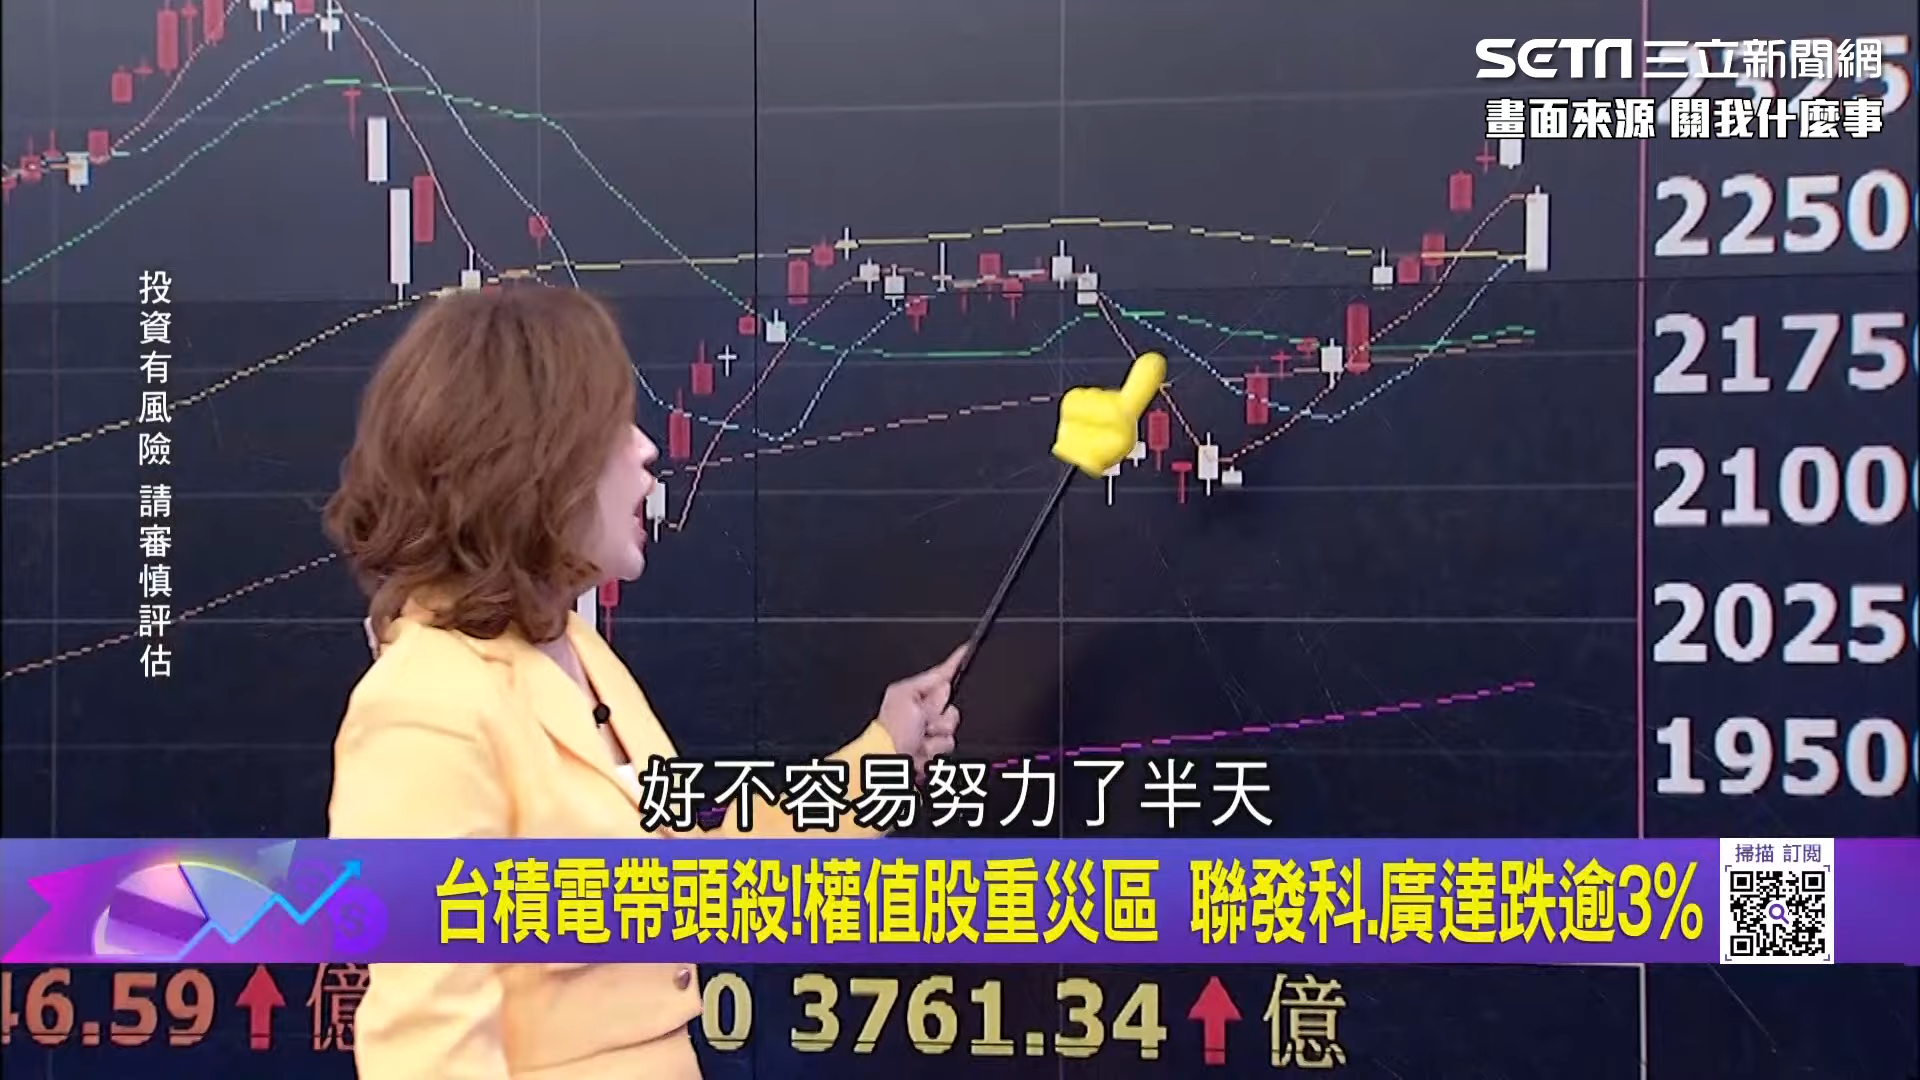 SETN三立新聞網
畫面來源 關我什麼事
2325
2250
2175
2100
2025
1950
投資有風險 請審慎評估
好不容易努力了半天
台積電帶頭殺!權值股重災區 聯發科.廣達跌逾3%
掃描 訂閱
46.59↑億
0 3761.34↑億